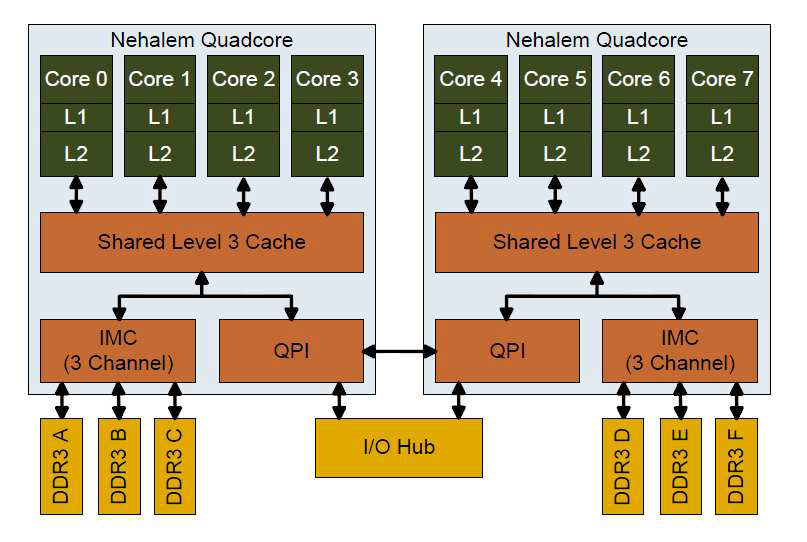 Nehalem Quadcore
Core 0 Core 1 Core 2 Core 3
L1 L1 L1 L1
L2 L2 L2 L2
Shared Level 3 Cache
IMC
(3 Channel)
QPI
DDR3 A
DDR3 B
DDR3 C
Nehalem Quadcore
Core 4 Core 5 Core 6 Core 7
L1 L1 L1 L1
L2 L2 L2 L2
Shared Level 3 Cache
QPI
IMC
(3 Channel)
I/O Hub
DDR3 D
DDR3 E
DDR3 F